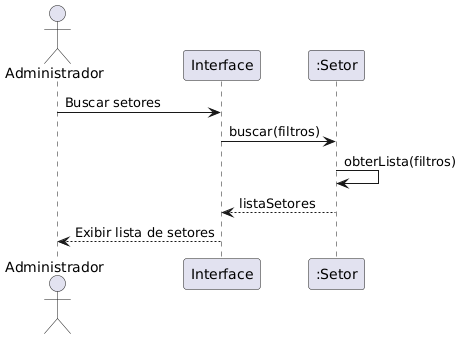 Administrador
Interface
:Setor
Buscar setores
buscar(filtros)
obterLista(filtros)
listaSetores
Exibir lista de setores
Administrador
Interface
:Setor